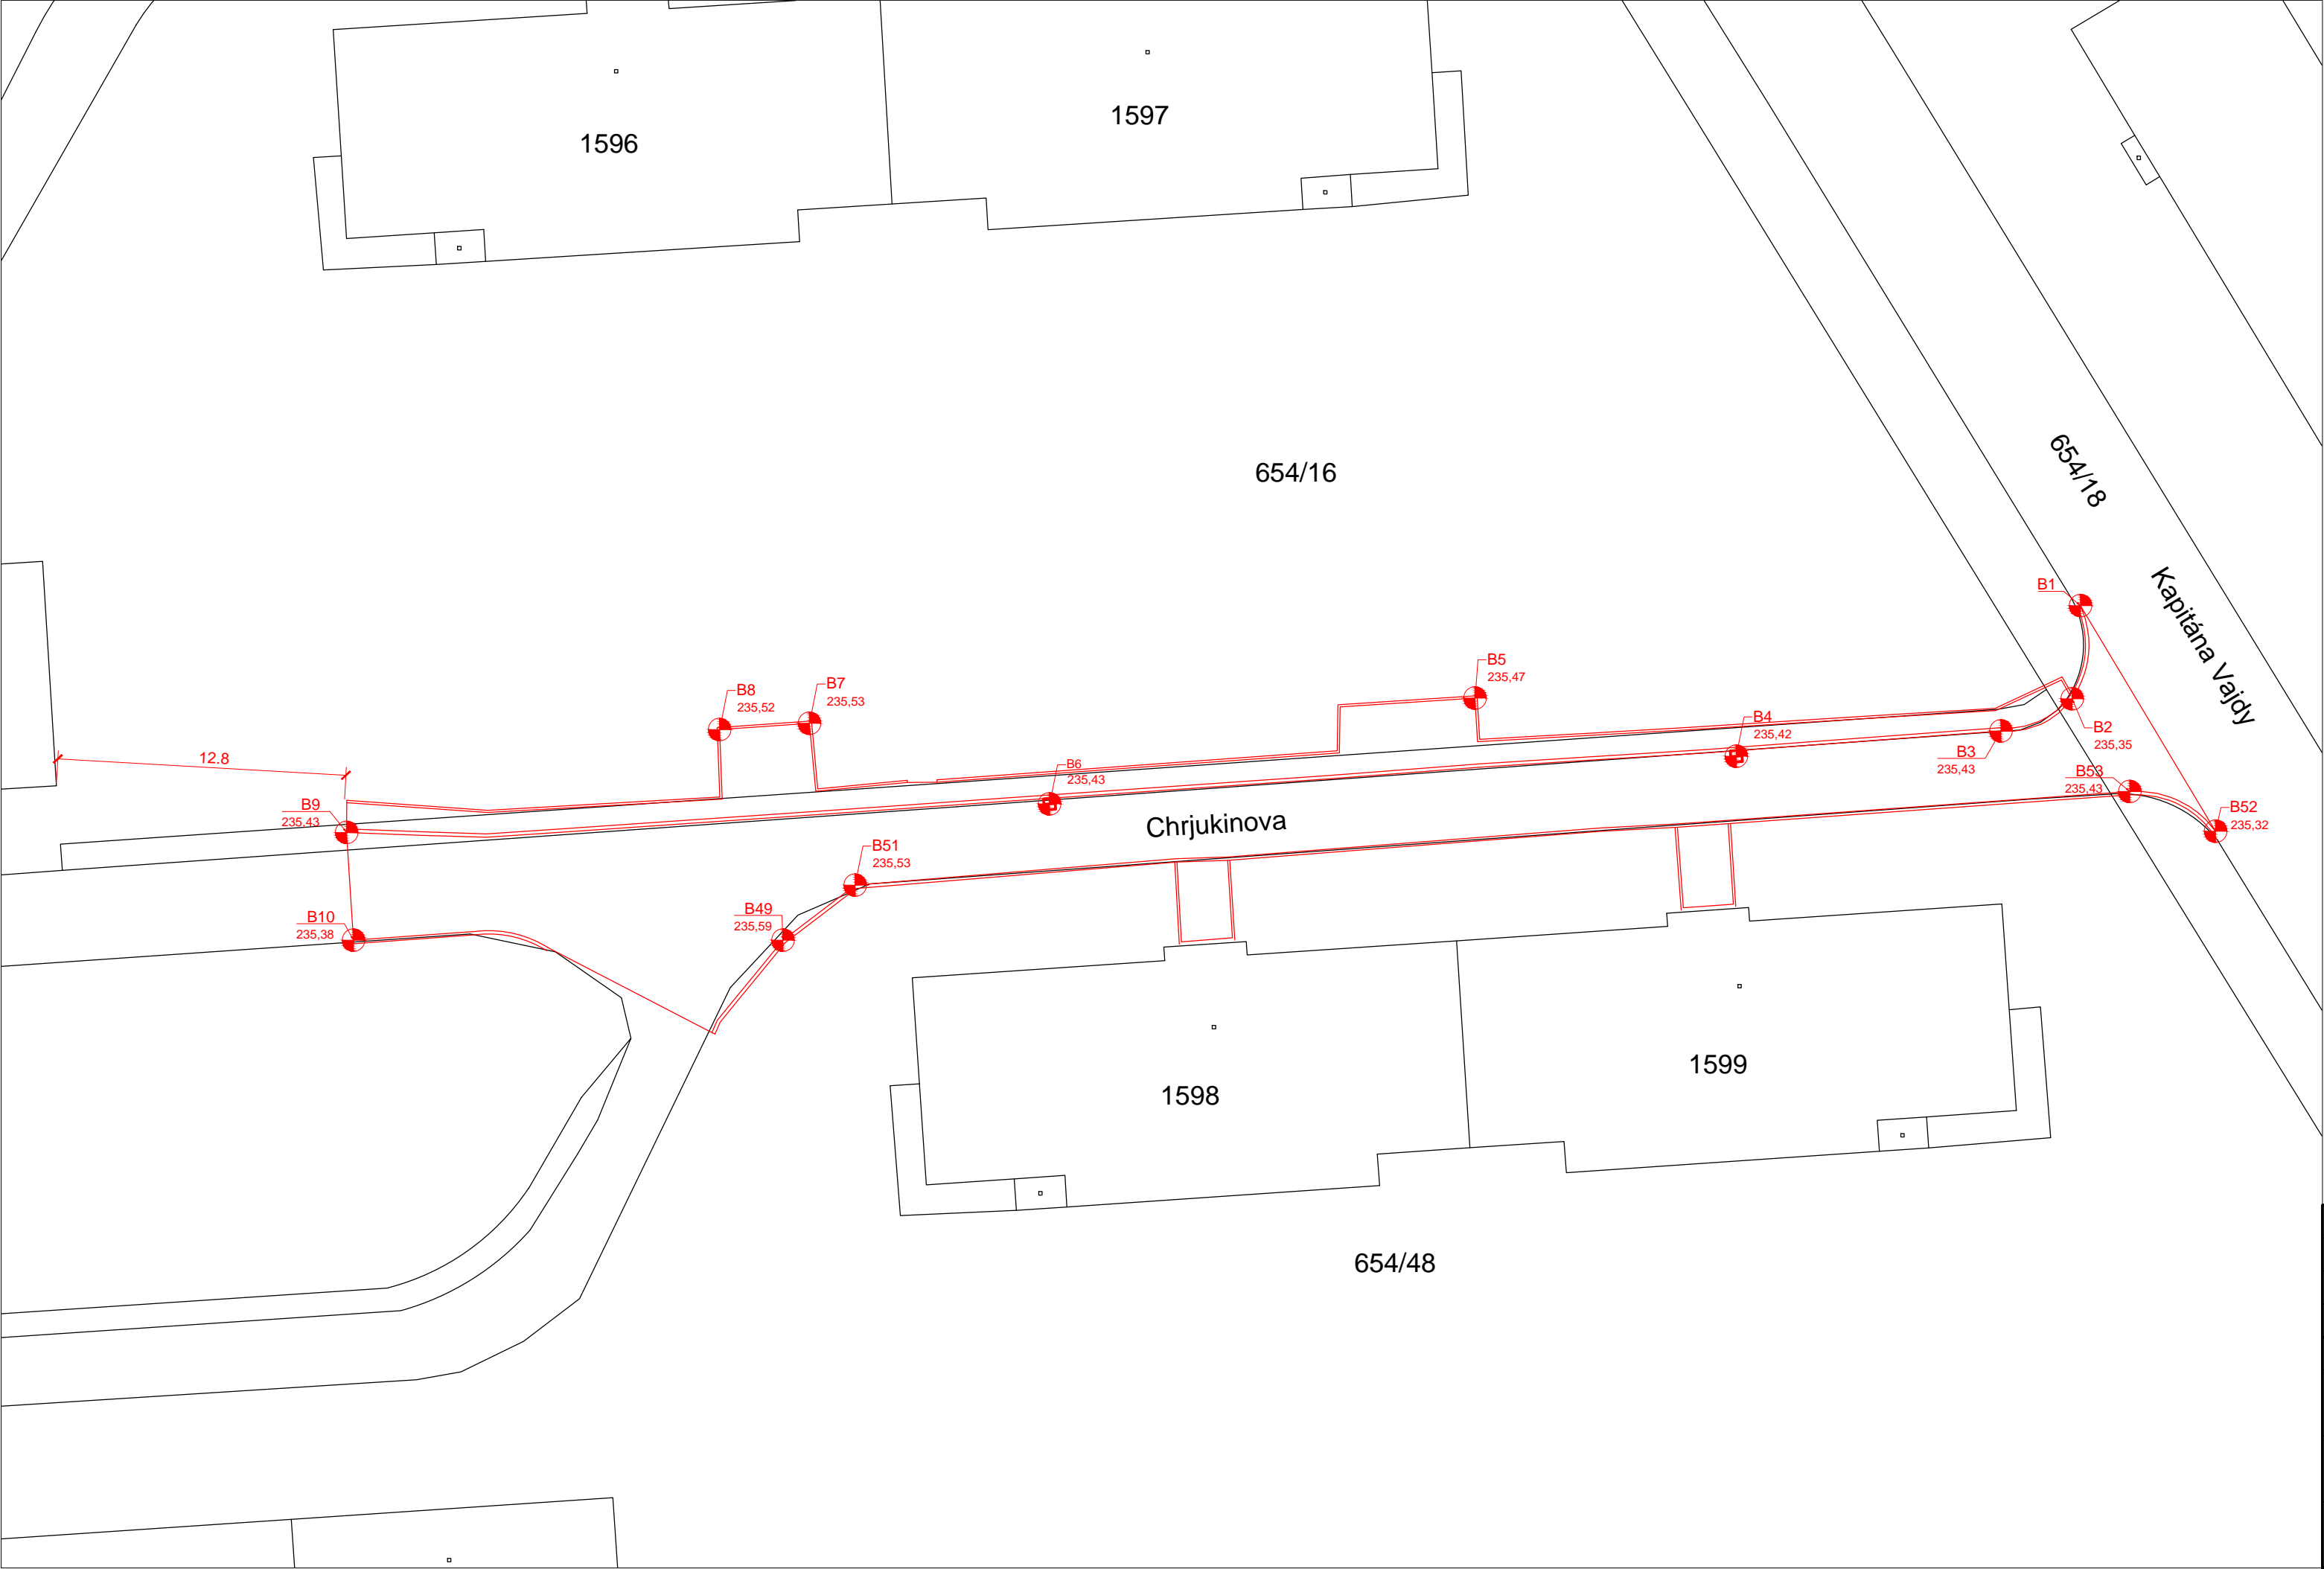 1597
1596
654/16
654/18
Kapitána Vajdy
B1
B5
235,47
B8
235,52
B7
235,53
B4
235,42
B2
235,35
B3
235,43
12.8
B6
235,43
B53
235,43
B9
235,43
B52
235,32
Chrjukinova
B51
235,53
B49
235,59
B10
235,38
1599
1598
654/48